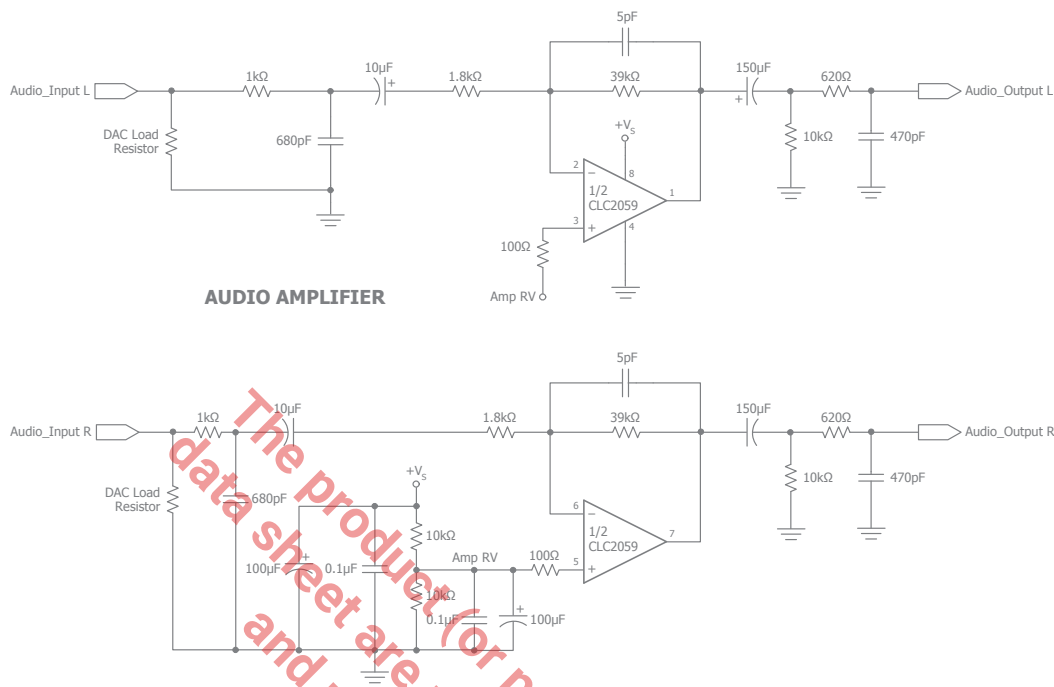 5pF
10µF
150µF
1kΩ
1.8kΩ
39kΩ
620Ω
Audio_Input L
+
+
Audio_Output L
DAC Load
Resistor
680pF
+Vs
10kΩ
470pF
2
−
8
1/2
CLC2059
1
3
+
4
100Ω
Amp RV
AUDIO AMPLIFIER
5pF
10µF
150µF
1kΩ
1.8kΩ
39kΩ
620Ω
Audio_Input R
Audio_Output R
+Vs
DAC Load
Resistor
680pF
10kΩ
470pF
6
−
1/2
CLC2059
7
5
+
10kΩ
Amp RV
100Ω
+
100µF
0.1µF
10kΩ
0.1µF
+
100µF
The product (or
data sheet are
and